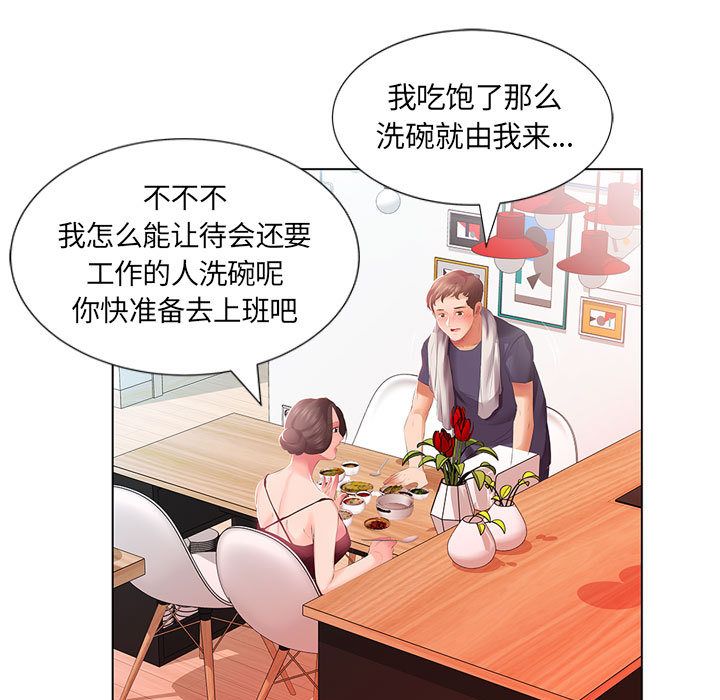 我吃饱了那么
洗碗就由我来...
不不不
我怎么能让待会还要
工作的人洗碗呢
你快准备去上班吧